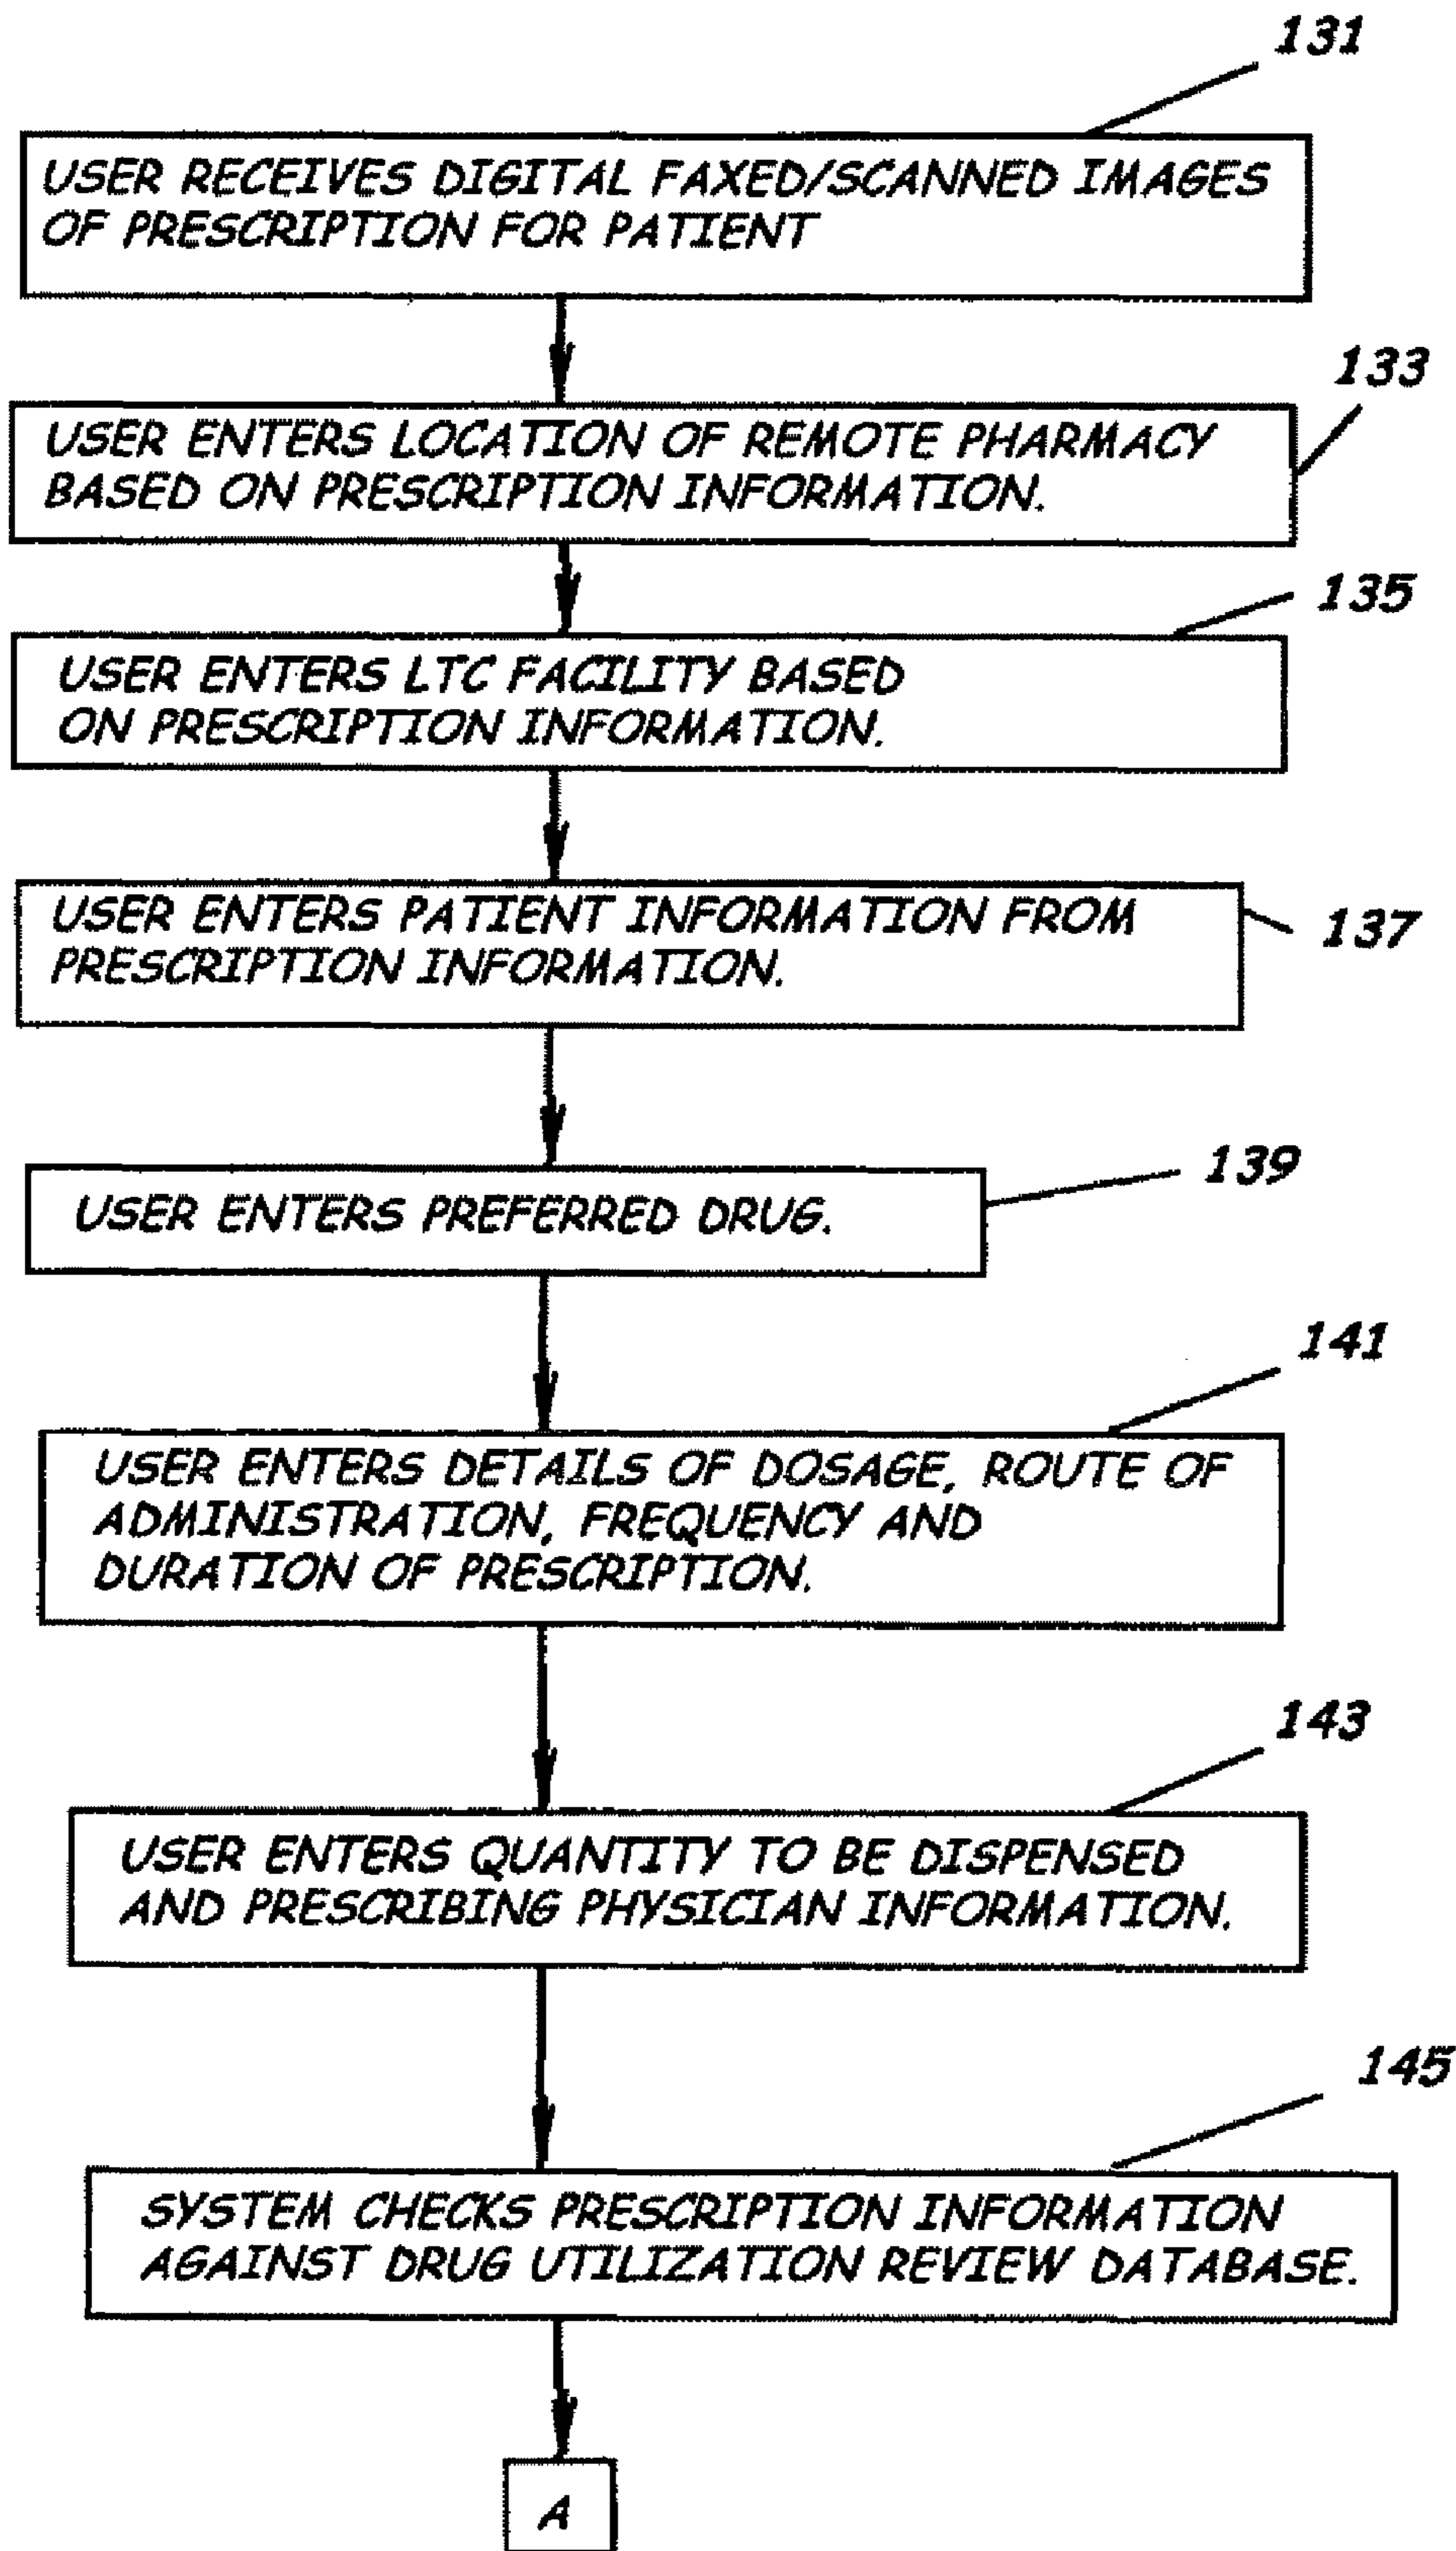 131
USER RECEIVES DIGITAL FAXED/SCANNED IMAGES
OF PRESCRIPTION FOR PATIENT
133
USER ENTERS LOCATION OF REMOTE PHARMACY
BASED ON PRESCRIPTION INFORMATION.
135
USER ENTERS LTC FACILITY BASED
ON PRESCRIPTION INFORMATION.
USER ENTERS PATIENT INFORMATION FROM
137
PRESCRIPTION INFORMATION.
139
USER ENTERS PREFERRED DRUG.
141
USER ENTERS DETAILS OF DOSAGE, ROUTE OF
ADMINISTRATION, FREQUENCY AND
DURATION OF PRESCRIPTION.
143
USER ENTERS QUANTITY TO BE DISPENSED
AND PRESCRIBING PHYSICIAN INFORMATION.
145
SYSTEM CHECKS PRESCRIPTION INFORMATION
AGAINST DRUG UTILIZATION REVIEW DATABASE.
A